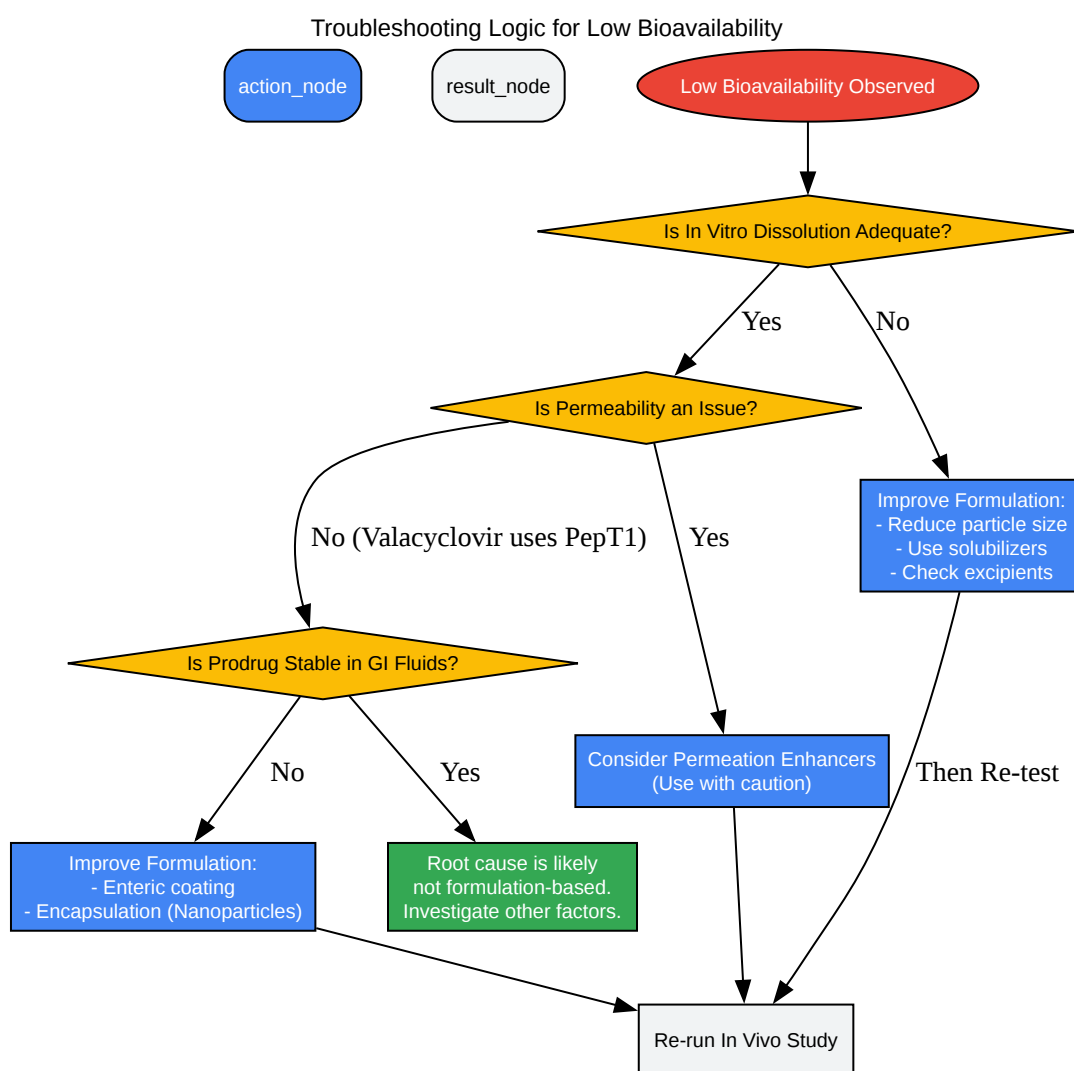 Troubleshooting Logic for Low Bioavailability
action_node
result_node
Low Bioavailability Observed
Is In Vitro Dissolution Adequate?
Yes
No
Is Permeability an Issue?
Improve Formulation:
- Reduce particle size
- Use solubilizers
- Check excipients
No (Valacyclovir uses PepT1)
Yes
Is Prodrug Stable in GI Fluids?
No
Yes
Consider Permeation Enhancers
(Use with caution)
Then Re-test
Improve Formulation:
- Enteric coating
- Encapsulation (Nanoparticles)
Root cause is likely
not formulation-based.
Investigate other factors.
Re-run In Vivo Study